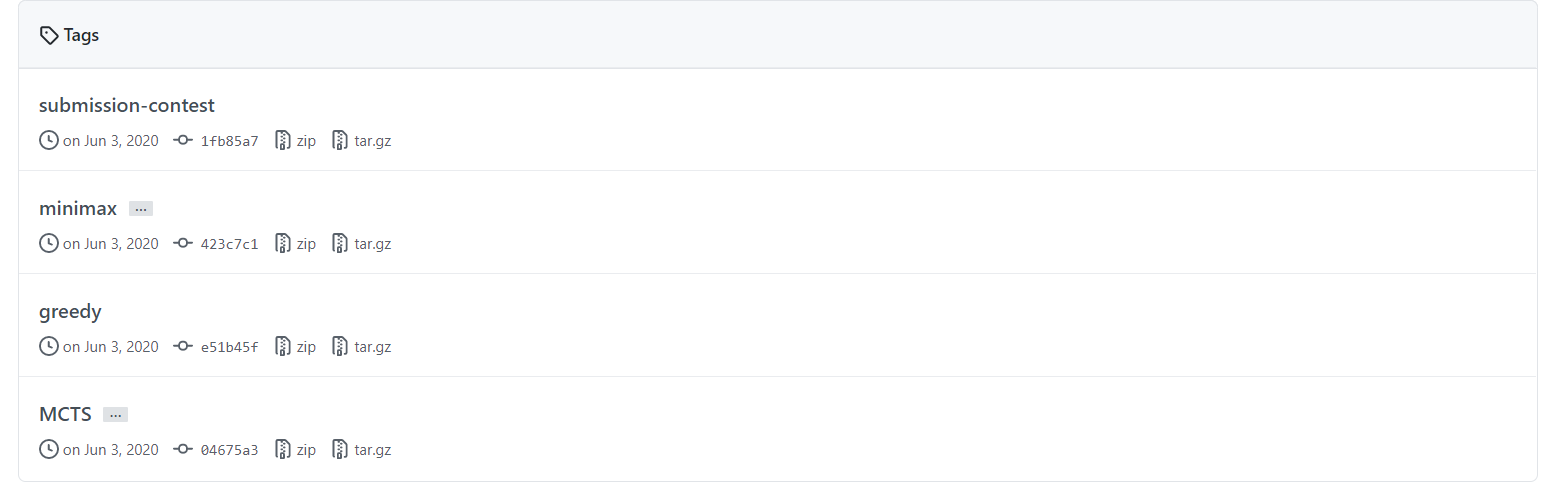 Tags
submission-contest
on Jun 3, 2020 1fb85a7 zip tar.gz
minimax ...
on Jun 3, 2020 423c7c1 zip tar.gz
greedy
on Jun 3, 2020 e51b45f zip tar.gz
MCTS ...
on Jun 3, 2020 04675a3 zip tar.gz